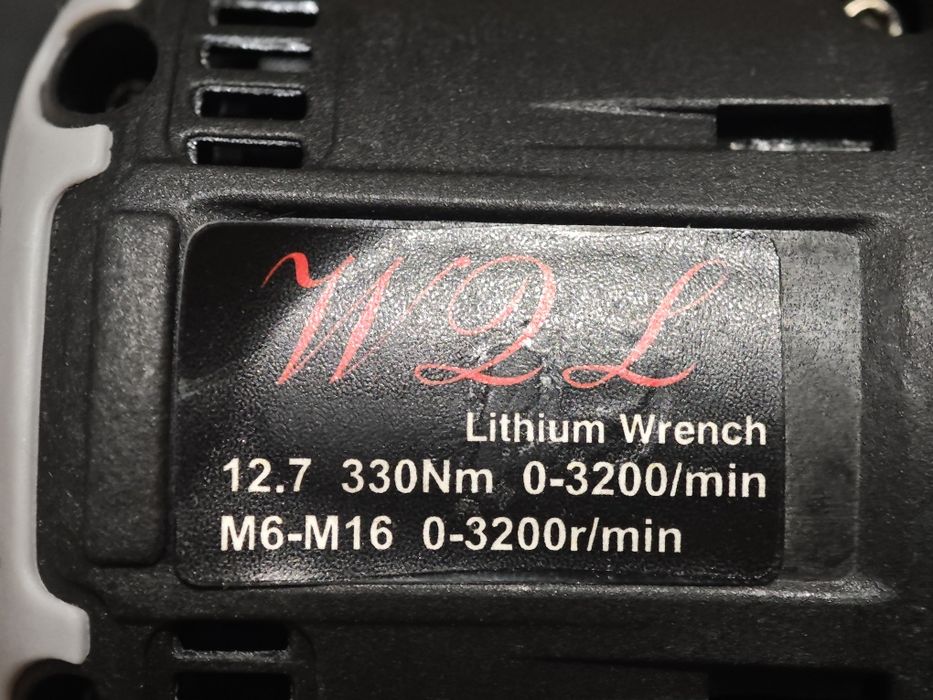 WQL
Lithium Wrench
12.7 330Nm 0-3200/min
M6-M16 0-3200r/min